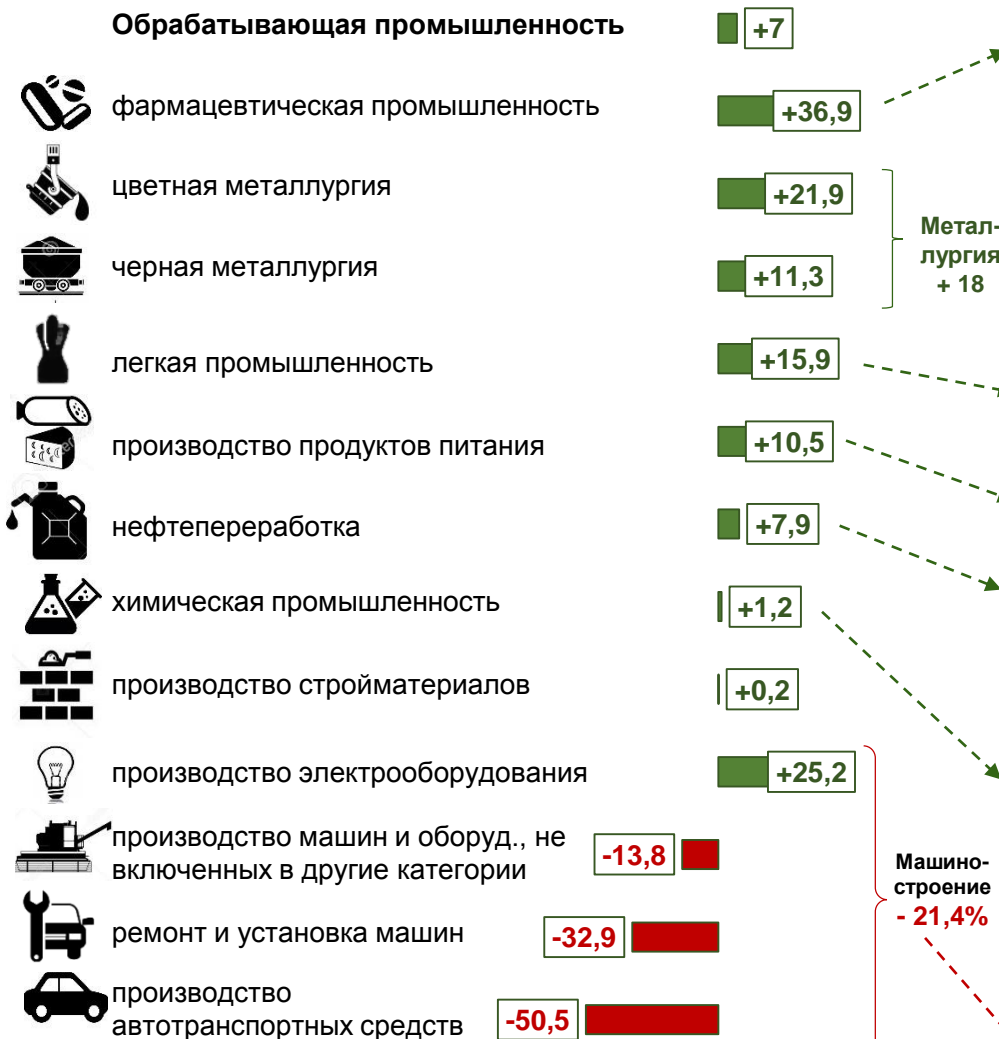 Обрабатывающая промышленность +7
фармацевтическая промышленность +36,9
цветная металлургия +21,9
Метал-
лургия
+ 18
черная металлургия +11,3
легкая промышленность +15,9
производство продуктов питания +10,5
нефтепереработка +7,9
химическая промышленность +1,2
производство стройматериалов +0,2
производство электрооборудования +25,2
производство машин и оборуд., не
включенных в другие категории -13,8
Машино-
строение
- 21,4%
ремонт и установка машин -32,9
производство
автотранспортных средств -50,5